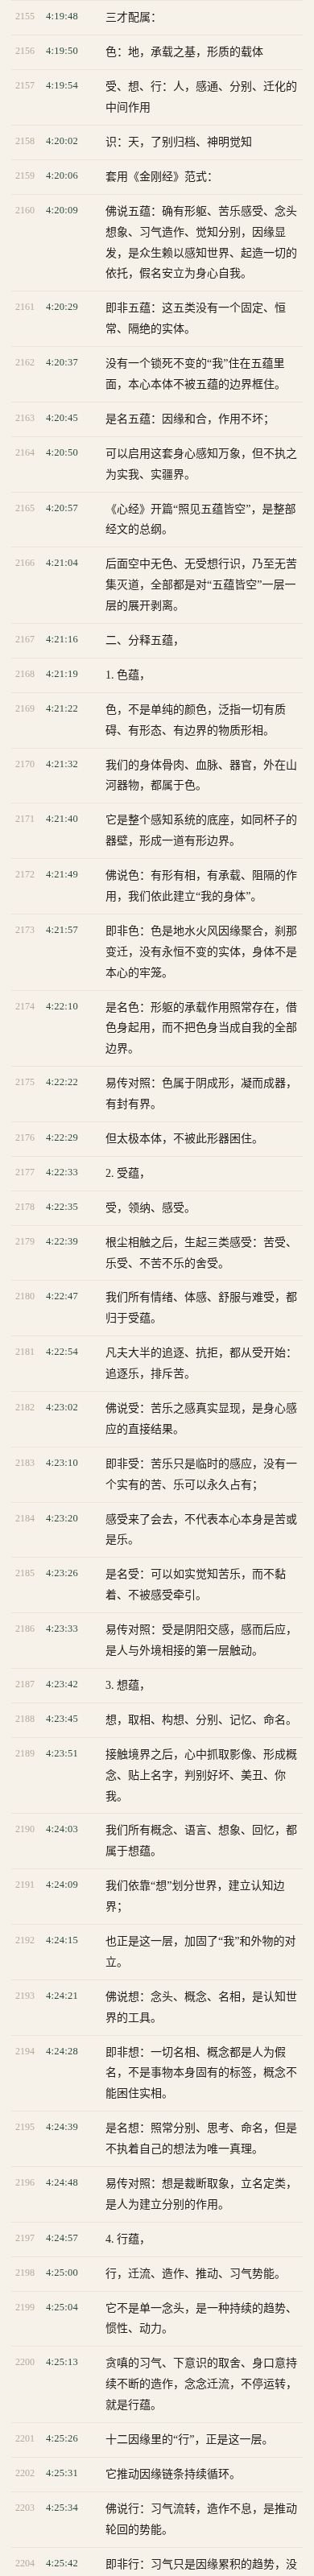 2155 4:19:48 三才配属：
2156 4:19:50 色：地，承载之基，形质的载体
2157 4:19:54 受、想、行：人，感通、分别、迁化的
中间作用
2158 4:20:02 识：天，了别归档、神明觉知
2159 4:20:06 套用《金刚经》范式：
2160 4:20:09 佛说五蕴：确有形躯、苦乐感受、念头
想象、习气造作、觉知分别，因缘显
发，是众生赖以感知世界、起造一切的
依托，假名安立为身心自我。
2161 4:20:29 即非五蕴：这五类没有一个固定、恒
常、隔绝的实体。
2162 4:20:37 没有一个锁死不变的“我”住在五蕴里
面，本心本体不被五蕴的边界框住。
2163 4:20:45 是名五蕴：因缘和合，作用不坏；
2164 4:20:50 可以启用这套身心感知万象，但不执之
为实我、实疆界。
2165 4:20:57 《心经》开篇“照见五蕴皆空”，是整部
经文的总纲。
2166 4:21:04 后面空中无色、无受想行识，乃至无苦
集灭道，全部都是对“五蕴皆空”一层一
层的展开剥离。
2167 4:21:16 二、分释五蕴，
2168 4:21:19 1. 色蕴，
2169 4:21:22 色，不是单纯的颜色，泛指一切有质
碍、有形态、有边界的物质形相。
2170 4:21:32 我们的身体骨肉、血脉、器官，外在山
河器物，都属于色。
2171 4:21:40 它是整个感知系统的底座，如同杯子的
器壁，形成一道有形边界。
2172 4:21:49 佛说色：有形有相，有承载、阻隔的作
用，我们依此建立“我的身体”。
2173 4:21:57 即非色：色是地水火风因缘聚合，刹那
变迁，没有永恒不变的实体，身体不是
本心的牢笼。
2174 4:22:10 是名色：形躯的承载作用照常存在，借
色身起用，而不把色身当成自我的全部
边界。
2175 4:22:22 易传对照：色属于阴成形，凝而成器，
有封有界。
2176 4:22:29 但太极本体，不被此形器困住。
2177 4:22:33 2. 受蕴，
2178 4:22:35 受，领纳、感受。
2179 4:22:39 根尘相触之后，生起三类感受：苦受、
乐受、不苦不乐的舍受。
2180 4:22:47 我们所有情绪、体感、舒服与难受，都
归于受蕴。
2181 4:22:54 凡夫大半的追逐、抗拒，都从受开始：
追逐乐，排斥苦。
2182 4:23:02 佛说受：苦乐之感真实显现，是身心感
应的直接结果。
2183 4:23:10 即非受：苦乐只是临时的感应，没有一
个实有的苦、乐可以永久占有；
2184 4:23:20 感受来了会去，不代表本心本身是苦或
是乐。
2185 4:23:26 是名受：可以如实觉知苦乐，而不黏
着、不被感受牵引。
2186 4:23:33 易传对照：受是阴阳交感，感而后应，
是人与外境相接的第一层触动。
2187 4:23:42 3. 想蕴，
2188 4:23:45 想，取相、构想、分别、记忆、命名。
2189 4:23:51 接触境界之后，心中抓取影像、形成概
念、贴上名字，判别好坏、美丑、你
我。
2190 4:24:03 我们所有概念、语言、想象、回忆，都
属于想蕴。
2191 4:24:09 我们依靠“想”划分世界，建立认知边
界；
2192 4:24:15 也正是这一层，加固了“我”和外物的对
立。
2193 4:24:21 佛说想：念头、概念、名相，是认知世
界的工具。
2194 4:24:28 即非想：一切名相、概念都是人为假
名，不是事物本身固有的标签，概念不
能困住实相。
2195 4:24:39 是名想：照常分别、思考、命名，但是
不执着自己的想法为唯一真理。
2196 4:24:48 易传对照：想是裁断取象，立名定类，
是人为建立分别的作用。
2197 4:24:57 4. 行蕴，
2198 4:25:00 行，迁流、造作、推动、习气势能。
2199 4:25:04 它不是单一念头，是一种持续的趋势、
惯性、动力。
2200 4:25:13 贪嗔的习气、下意识的取舍、身口意持
续不断的造作，念念迁流，不停运转，
就是行蕴。
2201 4:25:26 十二因缘里的“行”，正是这一层。
2202 4:25:31 它推动因缘链条持续循环。
2203 4:25:34 佛说行：习气流转，造作不息，是推动
轮回的势能。
2204 4:25:42 即非行：习气只是因缘累积的趋势，没